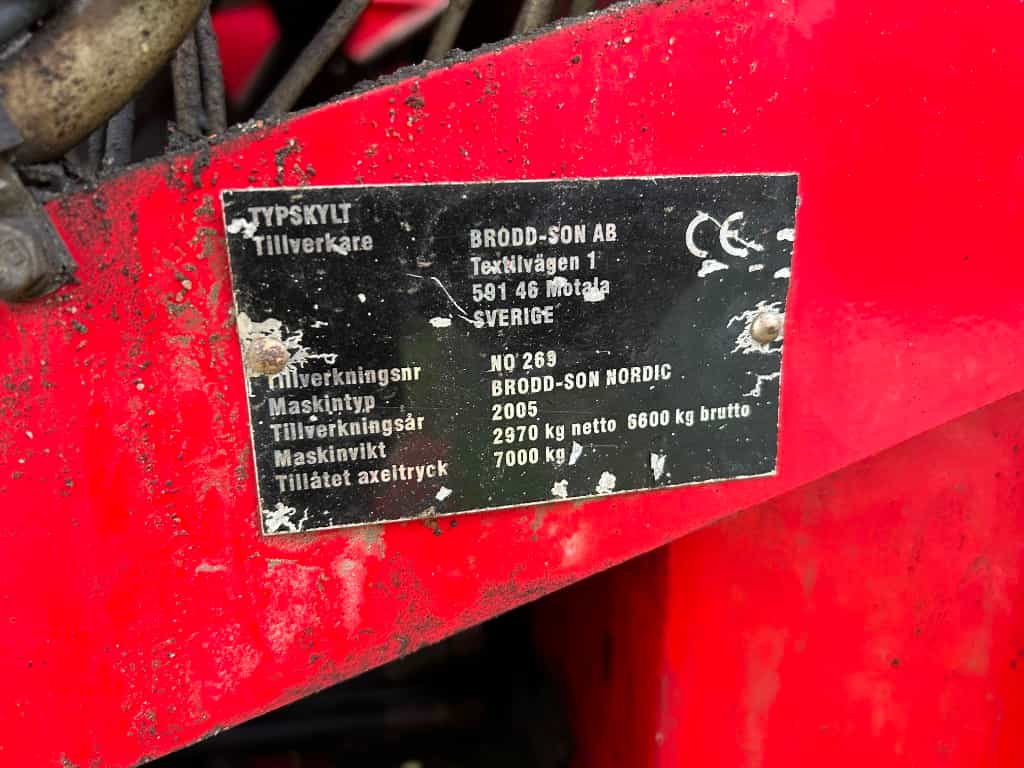 TYPSKYLT
Tillverkare BRODD-SON AB
Textilvägen 1
591 46 Motala
SVERIGE
CE
Tillverkningsnr NO 269
Maskintyp BRODD-SON NORDIC
Tillverkningsår 2005
Maskinvikt 2970 kg netto 6600 kg brutto
Tillåtet axeltryck 7000 kg